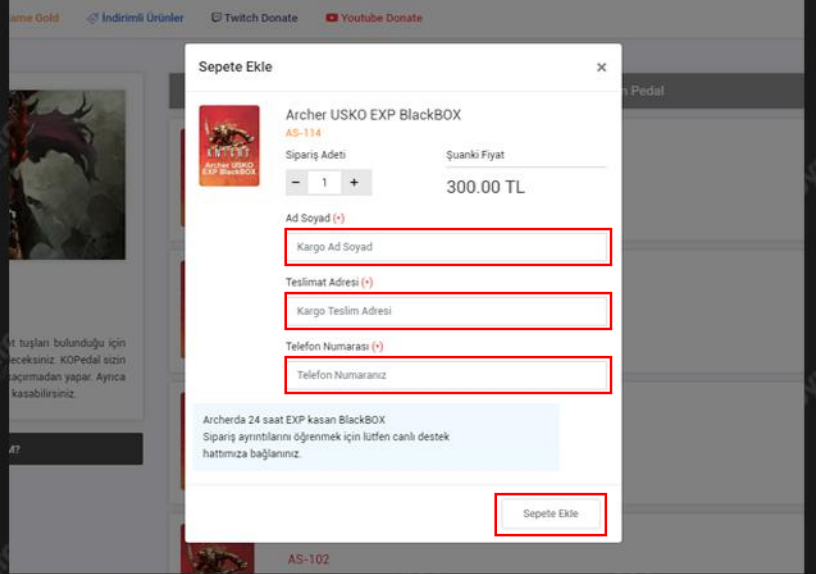 ame Gold
İndirimli Ürünler
Twitch Donate
Youtube Donate
Sepete Ekle
×
n Pedal
KNIGHT
Archer USKO
EXP BlackBOX
Archer USKO EXP BlackBOX
AS-114
Sipariş Adeti
Şuanki Fiyat
− 1 +
300.00 TL
Ad Soyad (*)
Kargo Ad Soyad
Teslimat Adresi (*)
Kargo Teslim Adresi
Telefon Numarası (*)
Telefon Numaranız
t tuşları bulunduğu için
eceksiniz. KOPedal sizin
kaçırmadan yapar. Ayrıca
kasabilirsiniz.
M?
Archerda 24 saat EXP kasan BlackBOX
Sipariş ayrıntılarını öğrenmek için lütfen canlı destek
hattımıza bağlanınız.
Sepete Ekle
AS-102